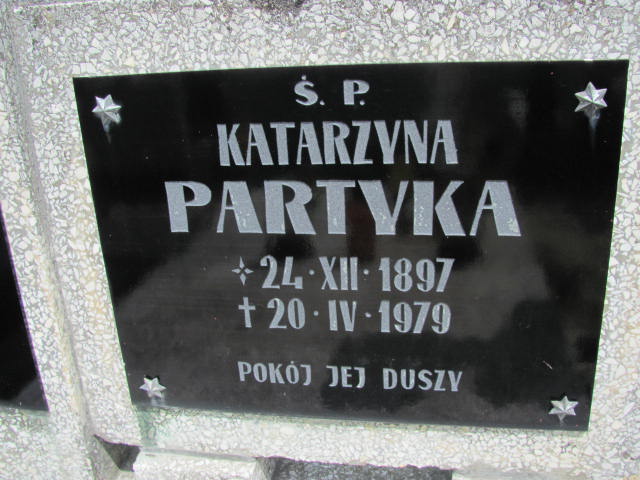 Ś. P.
KATARZYNA
PARTYKA
✧ 24·XII·1897
† 20·IV·1979
POKÓJ JEJ DUSZY